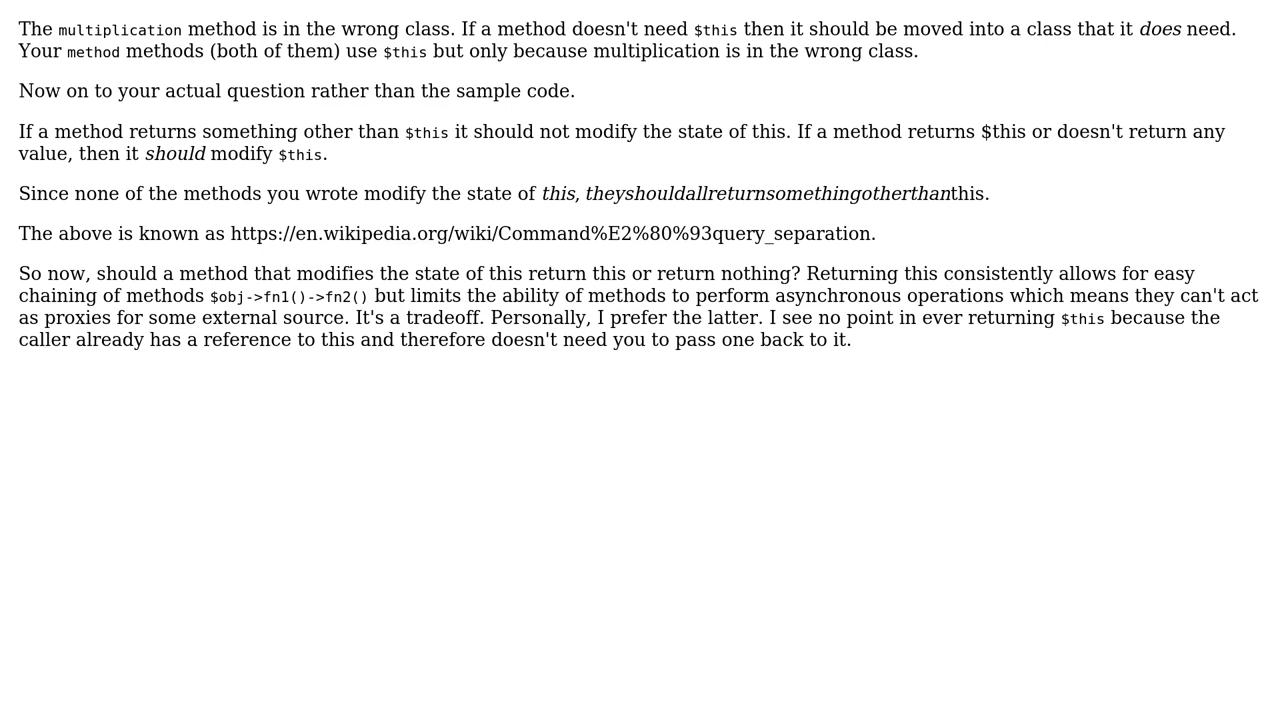 The multiplication method is in the wrong class. If a method doesn't need $this then it should be moved into a class that it does need.
Your method methods (both of them) use $this but only because multiplication is in the wrong class.
Now on to your actual question rather than the sample code.
If a method returns something other than $this it should not modify the state of this. If a method returns $this or doesn't return any
value, then it should modify $this.
Since none of the methods you wrote modify the state of this, theyshouldallreturnsomethingotherthanthis.
The above is known as https://en.wikipedia.org/wiki/Command%E2%80%93query_separation.
So now, should a method that modifies the state of this return this or return nothing? Returning this consistently allows for easy
chaining of methods $obj->fn1()->fn2() but limits the ability of methods to perform asynchronous operations which means they can't act
as proxies for some external source. It's a tradeoff. Personally, I prefer the latter. I see no point in ever returning $this because the
caller already has a reference to this and therefore doesn't need you to pass one back to it.